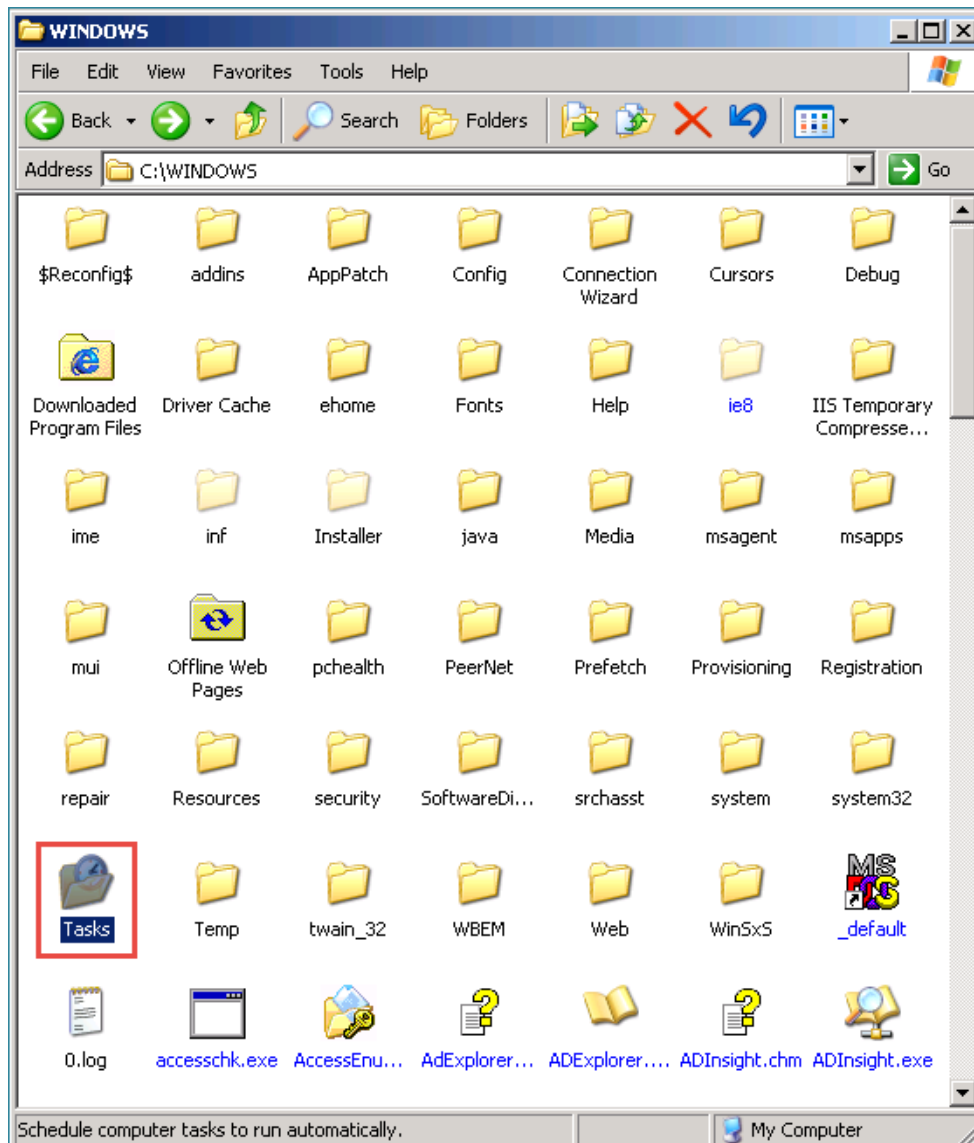 WINDOWS
File Edit View Favorites Tools Help
Back Search Folders
Address C:\WINDOWS Go
$Reconfig$ addins AppPatch Config Connection Wizard Cursors Debug
Downloaded Program Files Driver Cache ehome Fonts Help ie8 IIS Temporary Compresse...
ime inf Installer java Media msagent msapps
mui Offline Web Pages pchealth PeerNet Prefetch Provisioning Registration
repair Resources security SoftwareDi... srchasst system system32
Tasks Temp twain_32 WBEM Web WinSxS MS DOS _default
0.log accesschk.exe AccessEnu... AdExplorer... ADExplorer.... ADInsight.chm ADInsight.exe
Schedule computer tasks to run automatically. My Computer